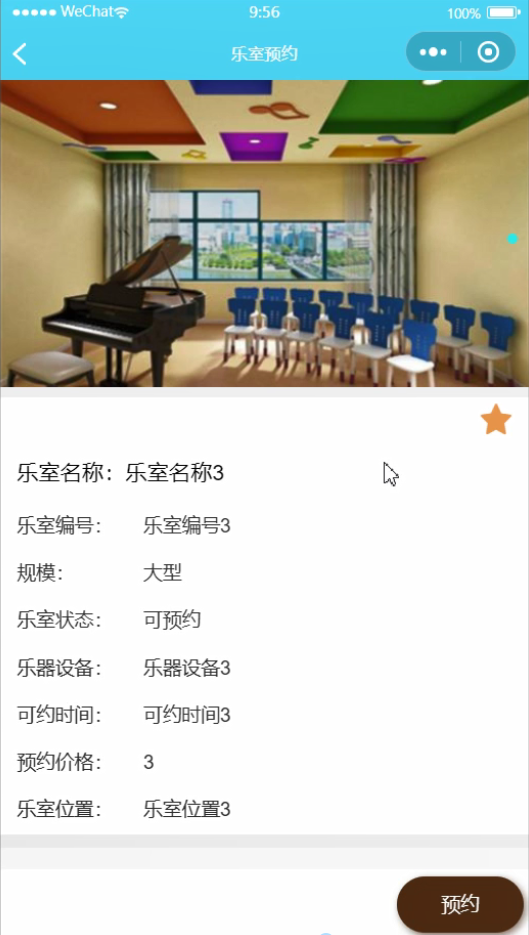 WeChat 9:56 100%
乐室预约
乐室名称：乐室名称3
乐室编号： 乐室编号3
规模： 大型
乐室状态： 可预约
乐器设备： 乐器设备3
可约时间： 可约时间3
预约价格： 3
乐室位置： 乐室位置3
预约